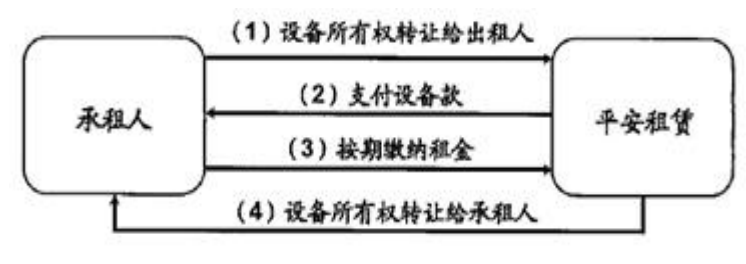 (1)设备所有权转让给出租人
(2)支付设备款
承租人
平安租赁
(3)按期缴纳租金
(4)设备所有权转让给承租人